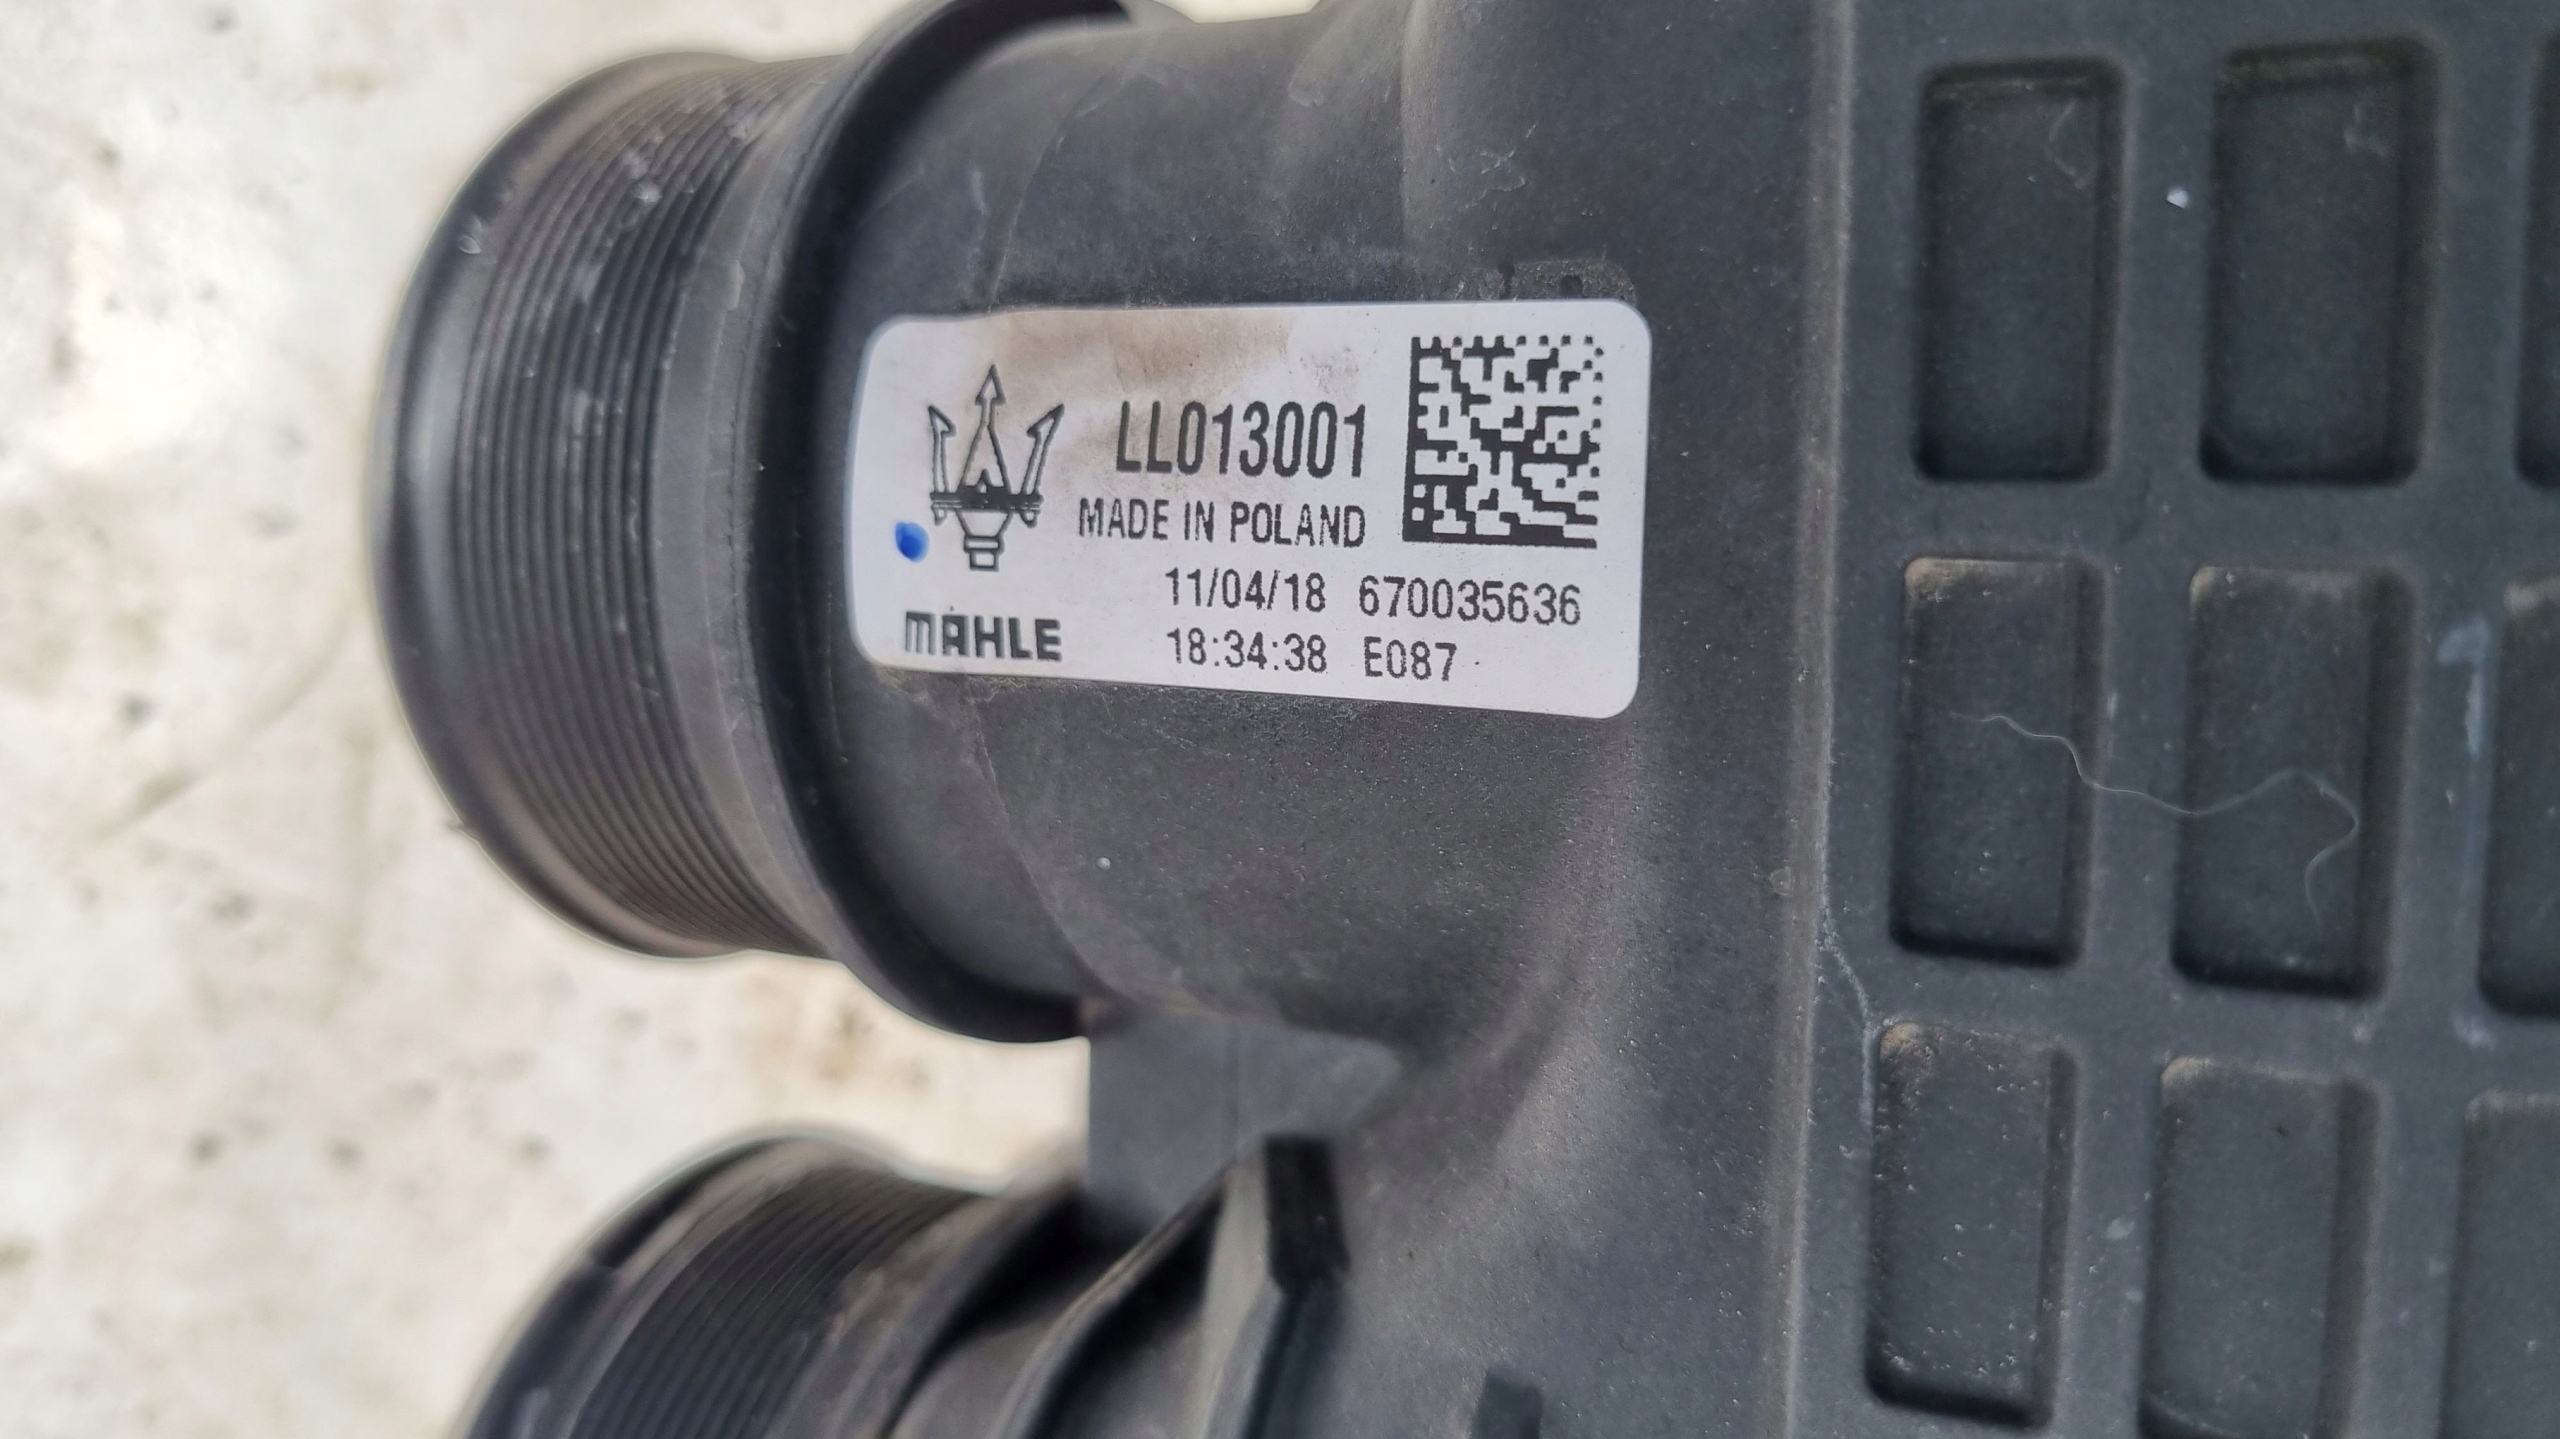 LL013001
MADE IN POLAND
11/04/18 670035636
MAHLE 18:34:38 E087